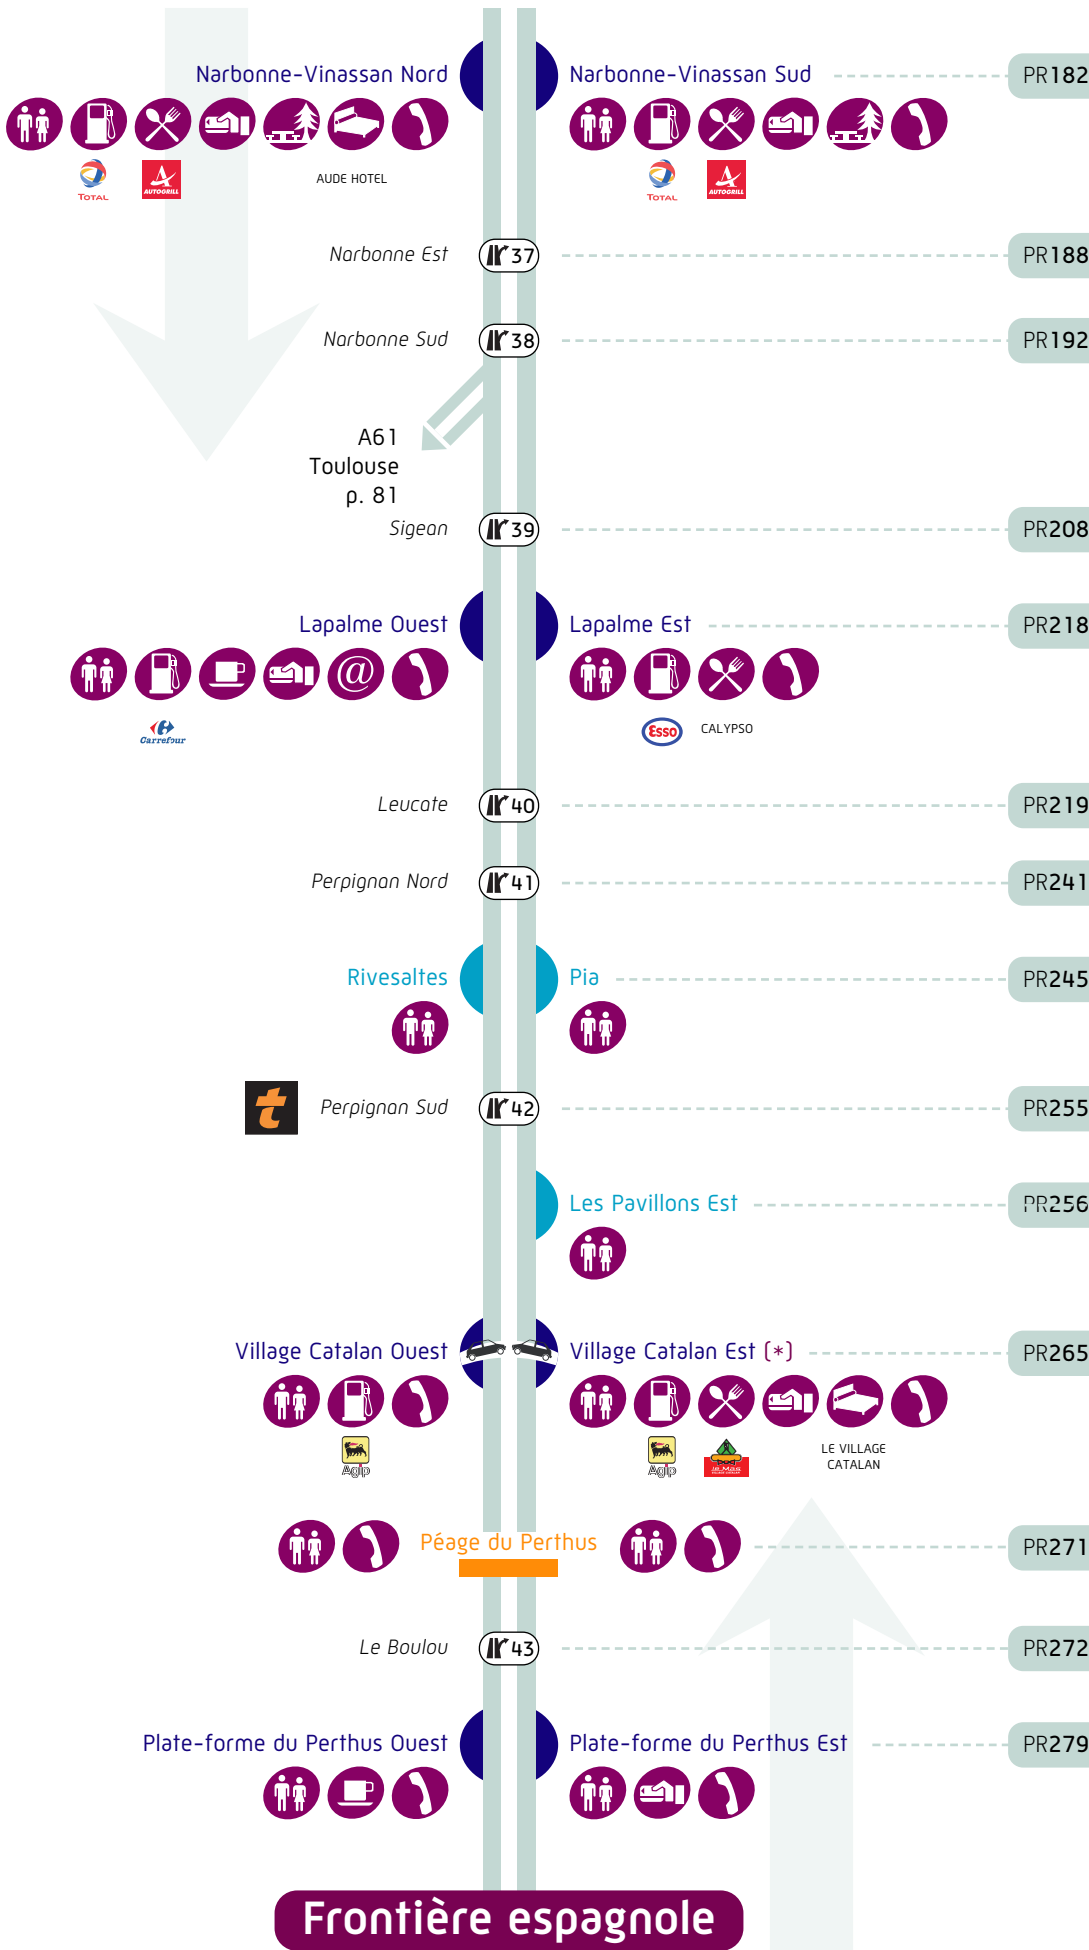 Narbonne-Vinassan Nord
Narbonne-Vinassan Sud
PR182
TOTAL
A
AUTOGRILL
AUDE HOTEL
TOTAL
A
AUTOGRILL
Narbonne Est
37
PR188
Narbonne Sud
38
PR192
A61
Toulouse
p. 81
Sigean
39
PR208
Lapalme Ouest
Lapalme Est
PR218
@
Carrefour
Esso
CALYPSO
Leucate
40
PR219
Perpignan Nord
41
PR241
Rivesaltes
Pia
PR245
t
Perpignan Sud
42
PR255
Les Pavillons Est
PR256
Village Catalan Ouest
Village Catalan Est (*)
PR265
Agip
Agip
LE VILLAGE
CATALAN
Péage du Perthus
PR271
Le Boulou
43
PR272
Plate-forme du Perthus Ouest
Plate-forme du Perthus Est
PR279
Frontière espagnole